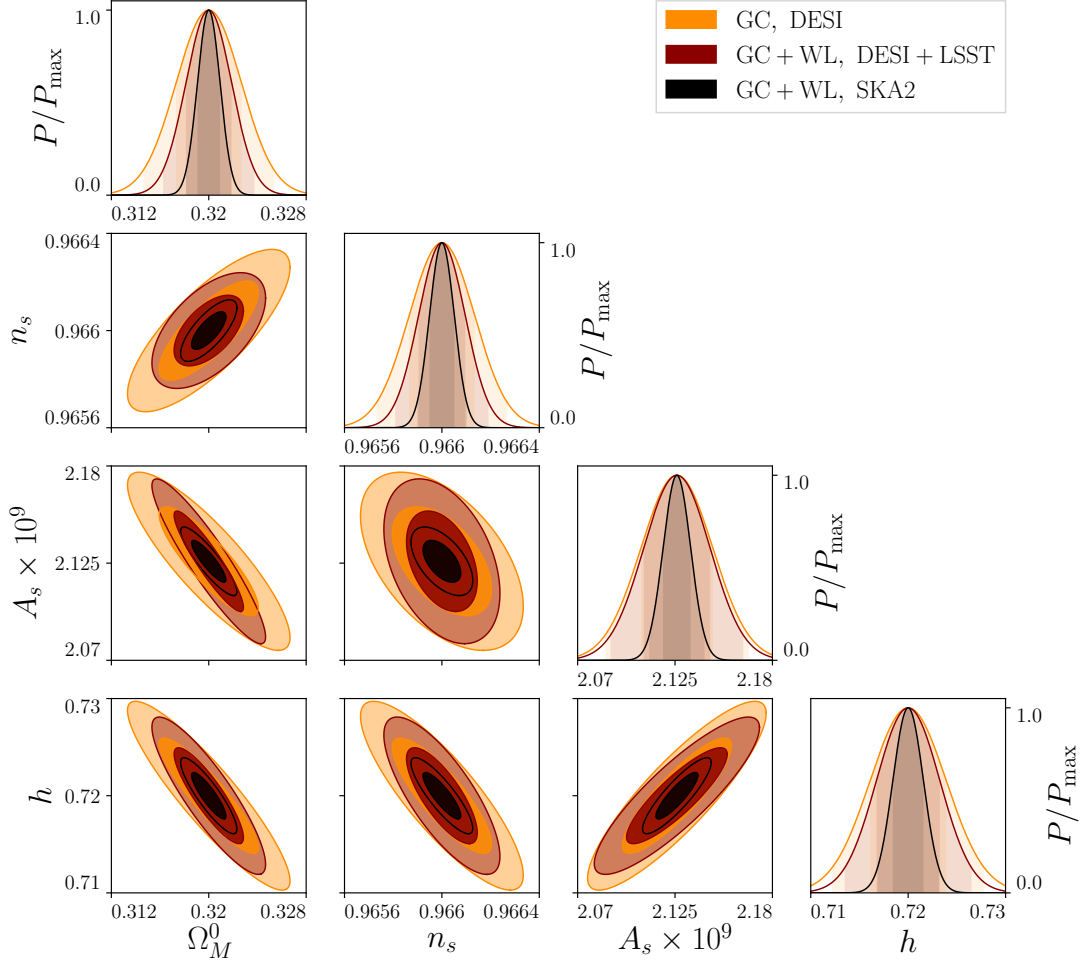 GC, DESI
GC + WL, DESI + LSST
GC + WL, SKA2
P/P_max
1.0
0.0
0.312 0.32 0.328
n_s
0.9664
0.966
0.9656
1.0
0.0
P/P_max
0.9656 0.966 0.9664
A_s × 10^9
2.18
2.125
2.07
1.0
0.0
P/P_max
2.07 2.125 2.18
h
0.73
0.72
0.71
1.0
0.0
P/P_max
0.312 0.32 0.328
0.9656 0.966 0.9664
2.07 2.125 2.18
0.71 0.72 0.73
Ω_M^0
n_s
A_s × 10^9
h